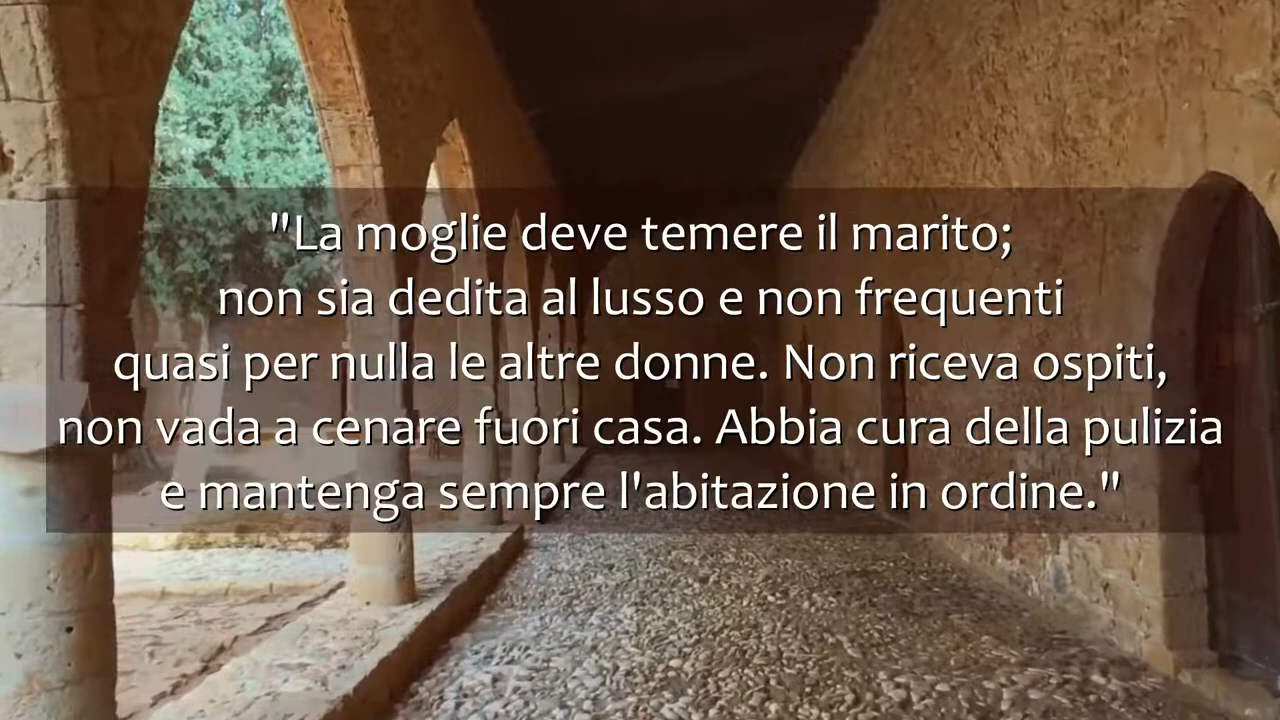 "La moglie deve temere il marito;
non sia dedita al lusso e non frequenti
quasi per nulla le altre donne. Non riceva ospiti,
non vada a cenare fuori casa. Abbia cura della pulizia
e mantenga sempre l'abitazione in ordine."